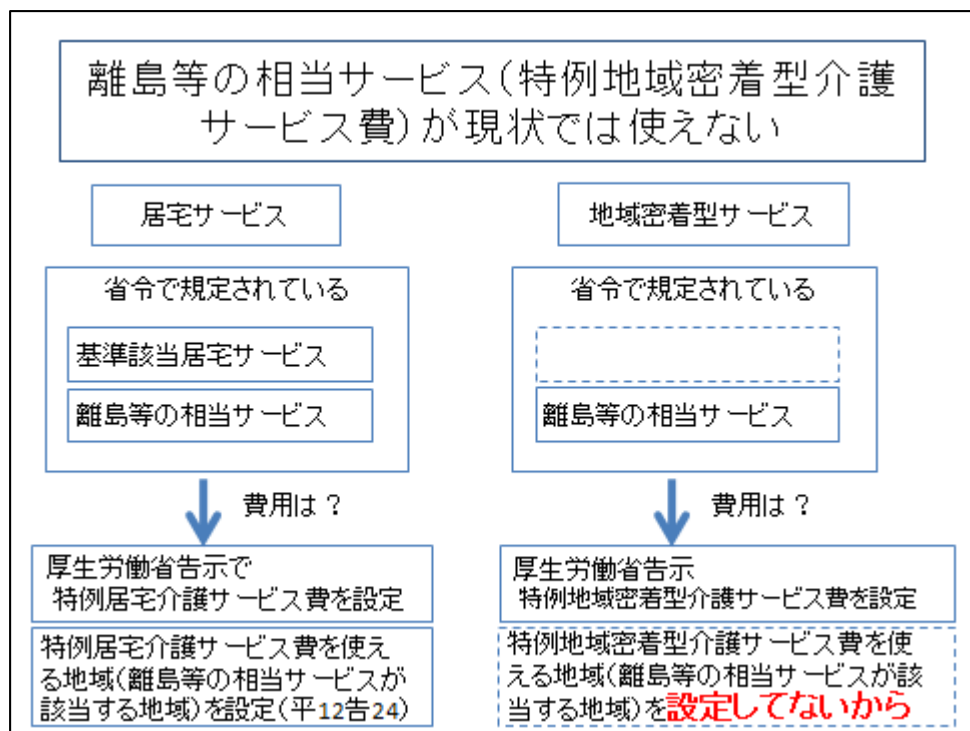 離島等の相当サービス(特例地域密着型介護
サービス費)が現状では使えない
居宅サービス
省令で規定されている
基準該当居宅サービス
離島等の相当サービス
費用は？
厚生労働省告示で
特例居宅介護サービス費を設定
特例居宅介護サービス費を使え
る地域(離島等の相当サービスが
該当する地域)を設定(平12告24)
地域密着型サービス
省令で規定されている
離島等の相当サービス
費用は？
厚生労働省告示
特例地域密着型介護サービス費を設定
特例地域密着型介護サービス費を使
える地域(離島等の相当サービスが該
当する地域)を設定してないから